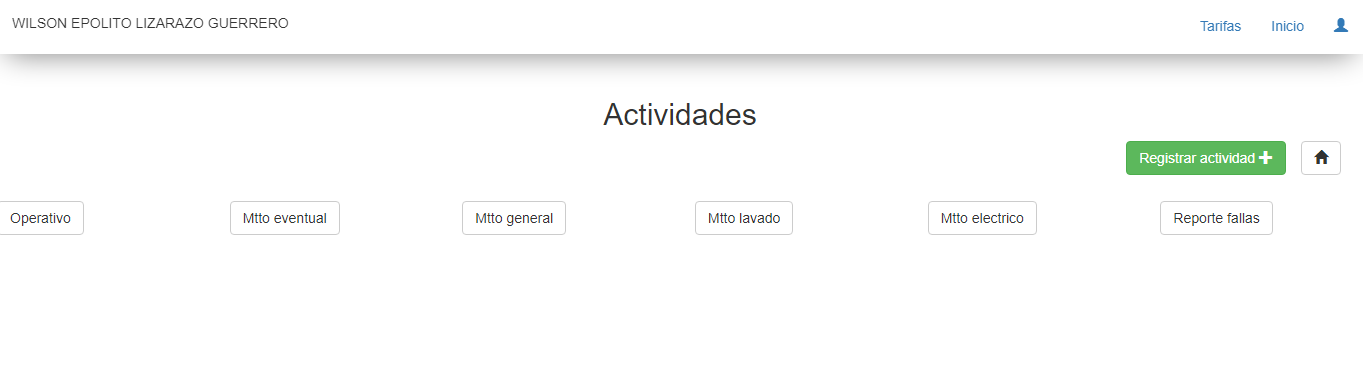 WILSON EPOLITO LIZARAZO GUERRERO
Tarifas Inicio
Actividades
Registrar actividad
Operativo Mtto eventual Mtto general Mtto lavado Mtto electrico Reporte fallas